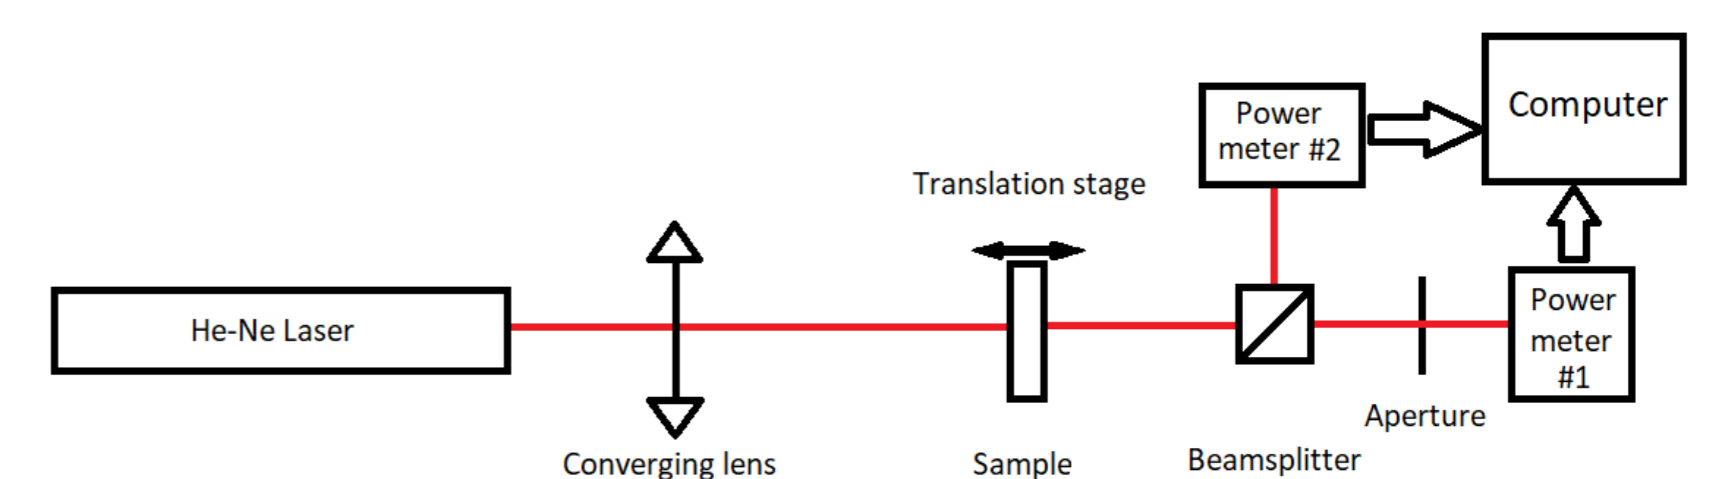 He-Ne Laser
Converging lens
Translation stage
Sample
Beamsplitter
Power
meter #2
Computer
Aperture
Power
meter
#1